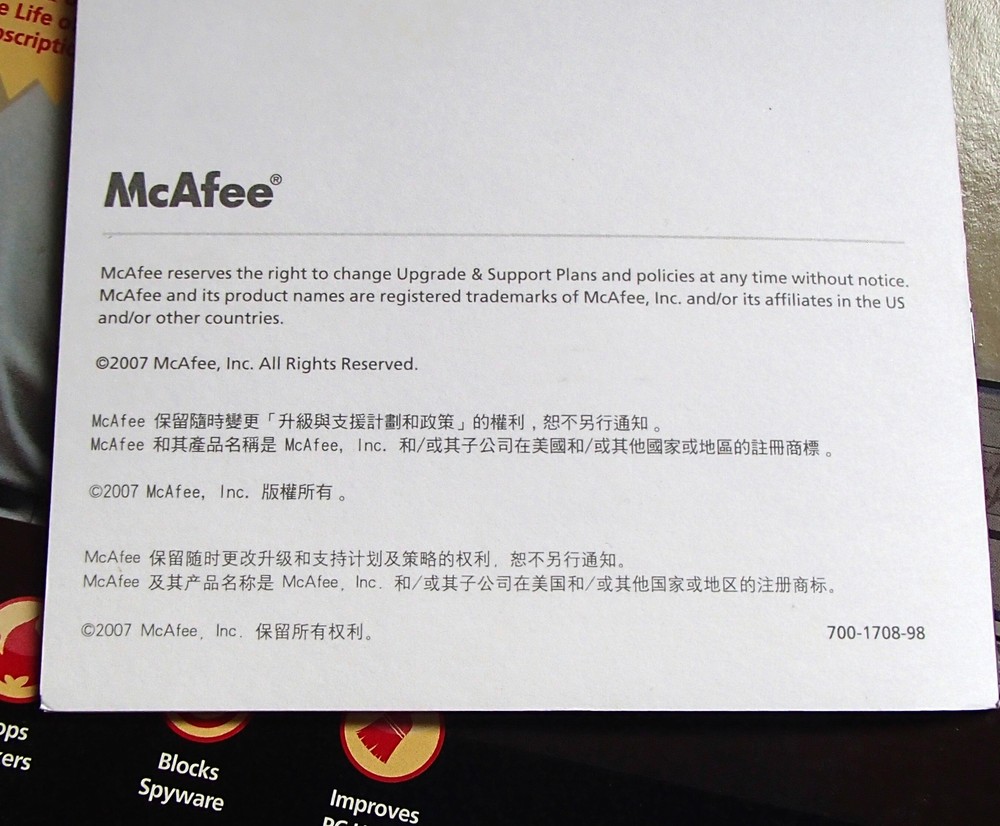 e Life o
scripti
McAfee®
McAfee reserves the right to change Upgrade & Support Plans and policies at any time without notice.
McAfee and its product names are registered trademarks of McAfee, Inc. and/or its affiliates in the US
and/or other countries.
©2007 McAfee, Inc. All Rights Reserved.
McAfee 保留隨時變更「升級與支援計劃和政策」的權利，恕不另行通知。
McAfee 和其產品名稱是 McAfee, Inc. 和/或其子公司在美國和/或其他國家或地區的註冊商標。
©2007 McAfee, Inc. 版權所有。
McAfee 保留随时更改升级和支持计划及策略的权利，恕不另行通知。
McAfee 及其产品名称是 McAfee, Inc. 和/或其子公司在美国和/或其他国家或地区的注册商标。
©2007 McAfee, Inc. 保留所有权利。
700-1708-98
ops
ers
Blocks
Spyware
Improves